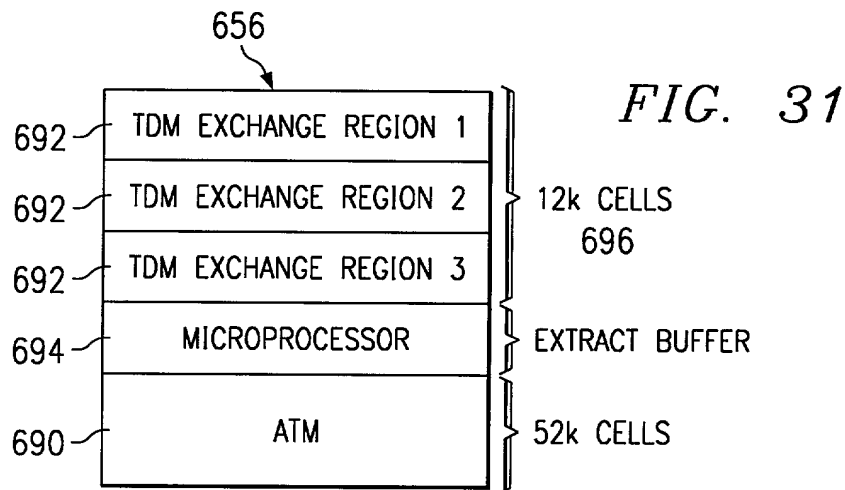 656
FIG. 31
692 TDM EXCHANGE REGION 1
692 TDM EXCHANGE REGION 2 12k CELLS
696
692 TDM EXCHANGE REGION 3
694 MICROPROCESSOR EXTRACT BUFFER
690 ATM 52k CELLS